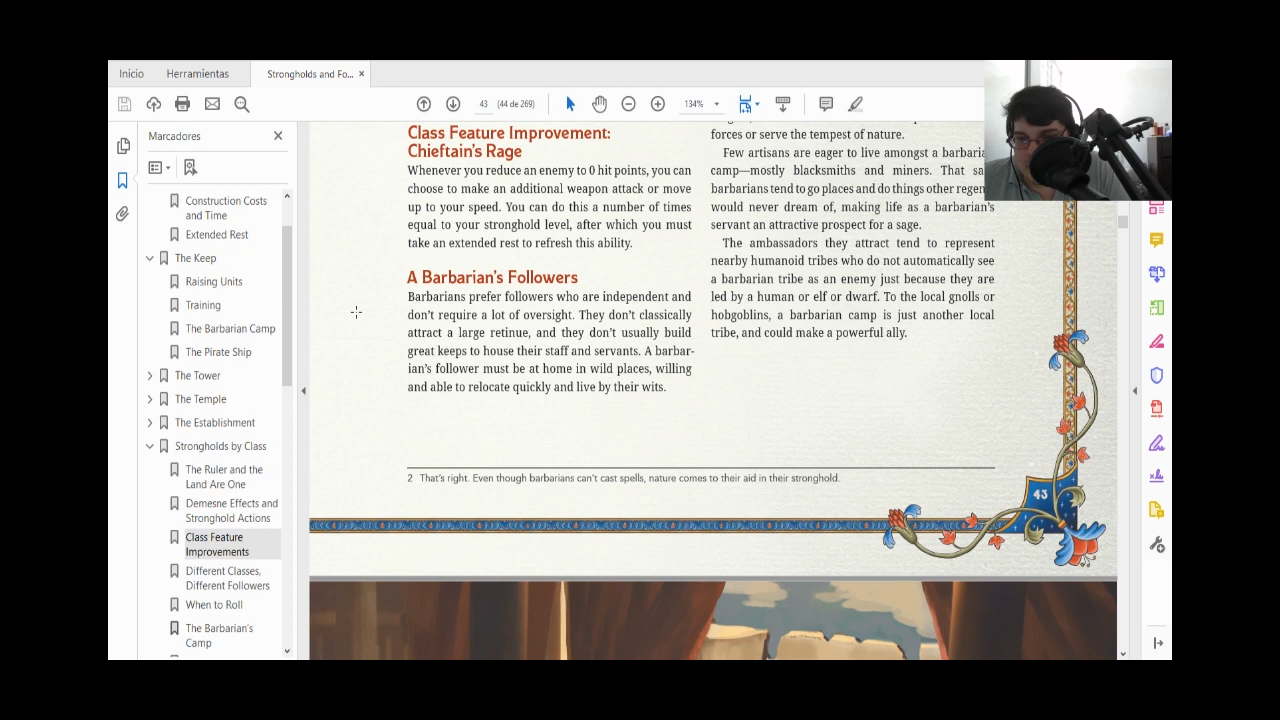 Inicio
Herramientas
Strongholds and Fo... ×
43
(44 de 269)
134%
Marcadores
Construction Costs
and Time
Extended Rest
The Keep
Raising Units
Training
The Barbarian Camp
The Pirate Ship
The Tower
The Temple
The Establishment
Strongholds by Class
The Ruler and the
Land Are One
Demesne Effects and
Stronghold Actions
Class Feature
Improvements
Different Classes,
Different Followers
When to Roll
The Barbarian's
Camp
Class Feature Improvement:
Chieftain's Rage
Whenever you reduce an enemy to 0 hit points, you can
choose to make an additional weapon attack or move
up to your speed. You can do this a number of times
equal to your stronghold level, after which you must
take an extended rest to refresh this ability.
A Barbarian's Followers
Barbarians prefer followers who are independent and
don't require a lot of oversight. They don't classically
attract a large retinue, and they don't usually build
great keeps to house their staff and servants. A barbar-
ian's follower must be at home in wild places, willing
and able to relocate quickly and live by their wits.
forces or serve the tempest of nature.
Few artisans are eager to live amongst a
camp—mostly blacksmiths and miners. That
barbarians tend to go places and do things other
would never dream of, making life as a barbarian's
servant an attractive prospect for a sage.
The ambassadors they attract tend to represent
nearby humanoid tribes who do not automatically see
a barbarian tribe as an enemy just because they are
led by a human or elf or dwarf. To the local gnolls or
hobgoblins, a barbarian camp is just another local
tribe, and could make a powerful ally.
2 That's right. Even though barbarians can't cast spells, nature comes to their aid in their stronghold.
43